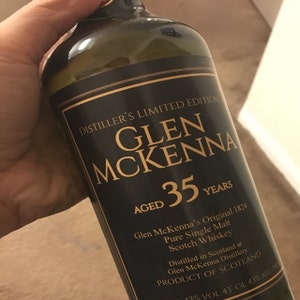 DISTILLER'S LIMITED EDITION
GLEN
MCKENNA
AGED 35 YEARS
Glen McKenna's Original 1824
Pure Single Malt
Scotch Whiskey
Distilled in Scotland at
Glen McKenna Distillery
PRODUCT OF SCOTLAND